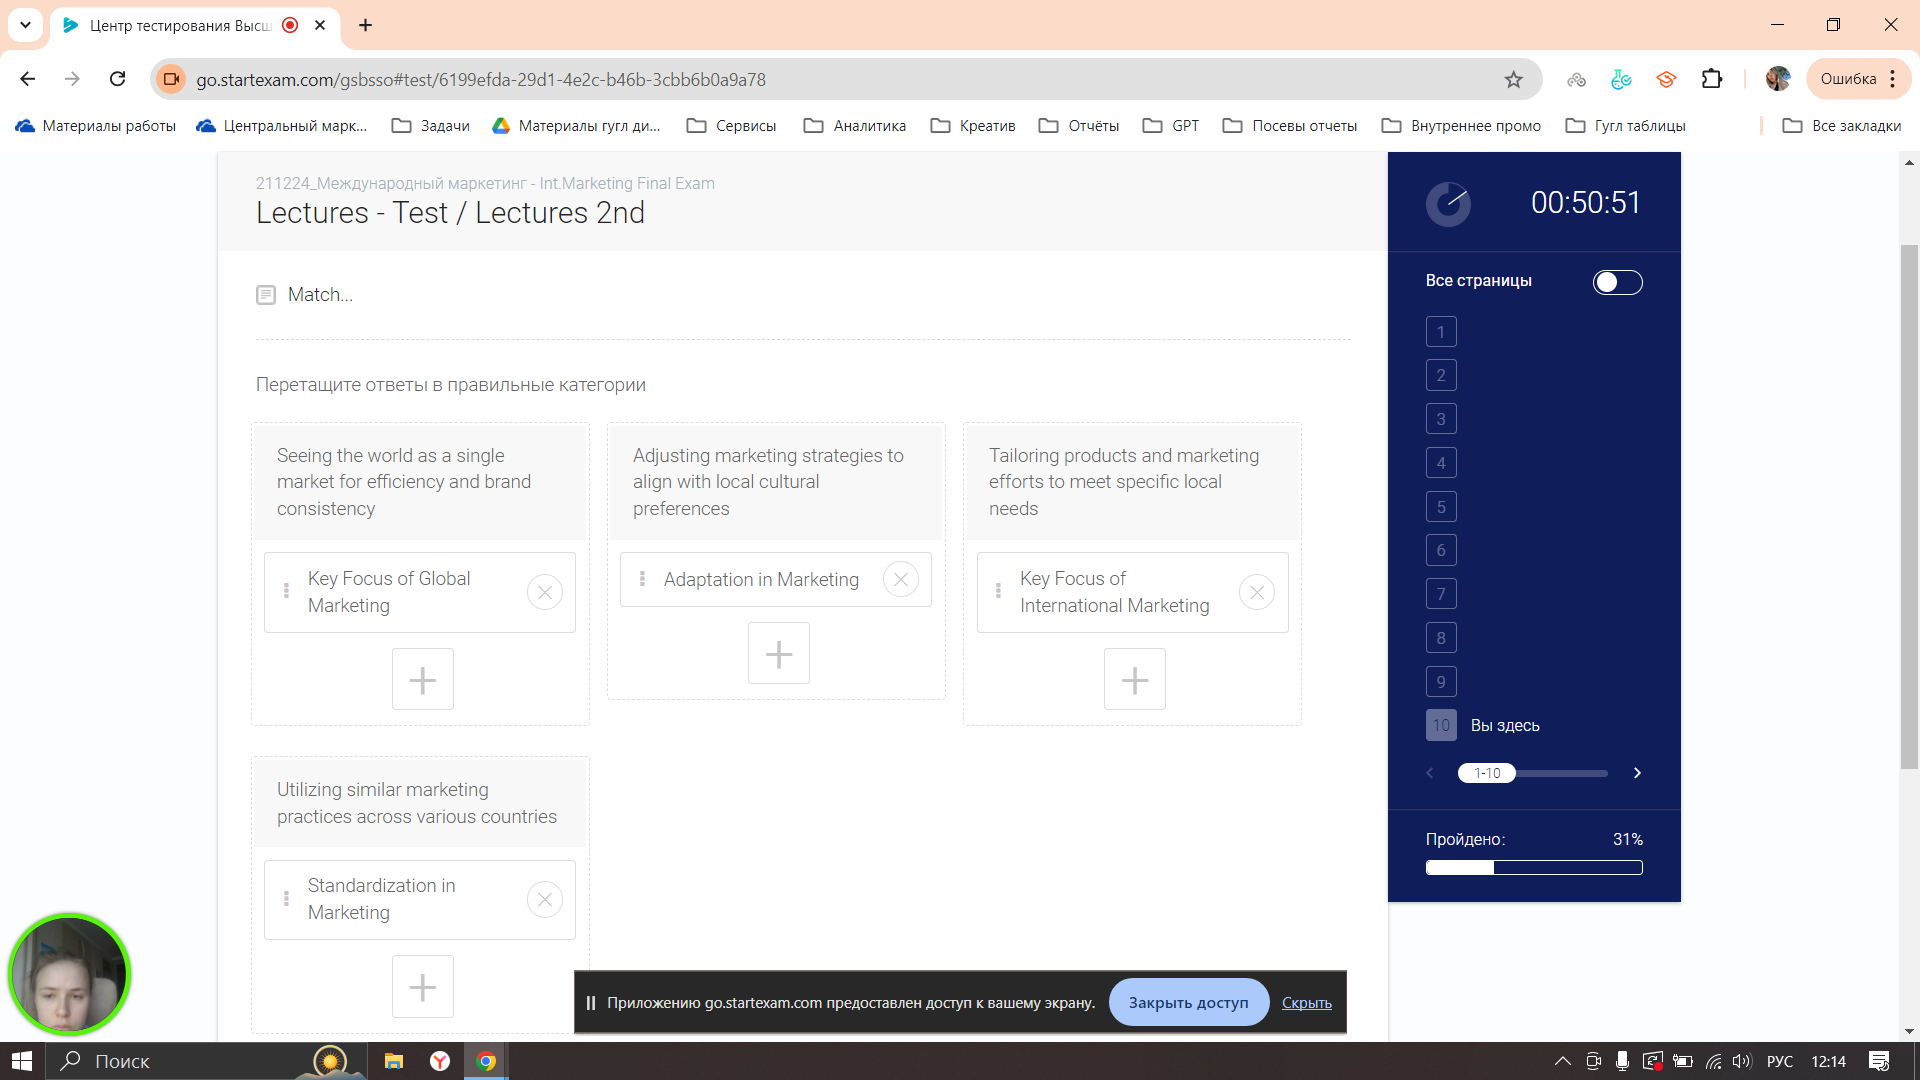 Центр тестирования Высш
go.startexam.com/gsbsso#test/6199efda-29d1-4e2c-b46b-3cbb6b0a9a78
Ошибка
Материалы работы
Центральный марк...
Задачи
Материалы гугл ди...
Сервисы
Аналитика
Креатив
Отчёты
GPT
Посевы отчеты
Внутреннее промо
Гугл таблицы
Все закладки
211224_Международный маркетинг - Int.Marketing Final Exam
Lectures - Test / Lectures 2nd
Match...
Перетащите ответы в правильные категории
Seeing the world as a single
market for efficiency and brand
consistency
Key Focus of Global
Marketing
Adjusting marketing strategies to
align with local cultural
preferences
Adaptation in Marketing
Tailoring products and marketing
efforts to meet specific local
needs
Key Focus of
International Marketing
Utilizing similar marketing
practices across various countries
Standardization in
Marketing
00:50:51
Все страницы
1
2
3
4
5
6
7
8
9
10 Вы здесь
1-10
Пройдено: 31%
Приложению go.startexam.com предоставлен доступ к вашему экрану.
Закрыть доступ
Скрыть
Поиск
РУС
12:14